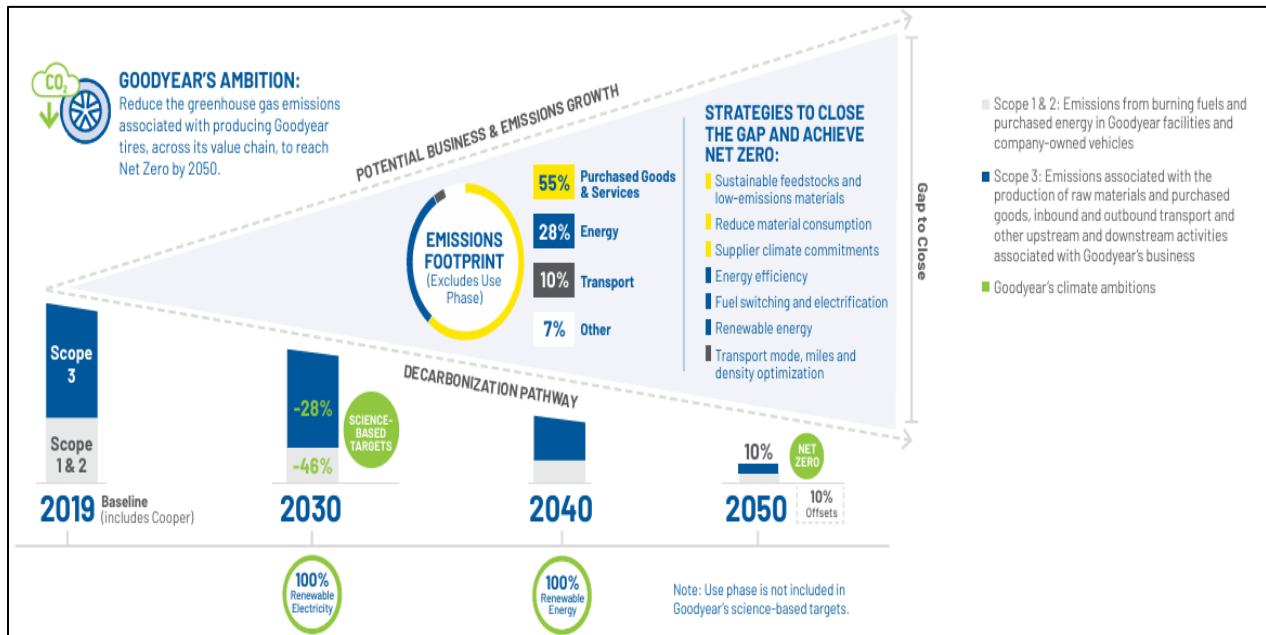 CO2
GOODYEAR'S AMBITION:
Reduce the greenhouse gas emissions
associated with producing Goodyear
tires, across its value chain, to reach
Net Zero by 2050.
POTENTIAL BUSINESS & EMISSIONS GROWTH
EMISSIONS
FOOTPRINT
(Excludes Use
Phase)
55% Purchased Goods
& Services
28% Energy
10% Transport
7% Other
STRATEGIES TO CLOSE
THE GAP AND ACHIEVE
NET ZERO:
Sustainable feedstocks and
low-emissions materials
Reduce material consumption
Supplier climate commitments
Energy efficiency
Fuel switching and electrification
Renewable energy
Transport mode, miles and
density optimization
Gap to Close
Scope 1 & 2: Emissions from burning fuels and
purchased energy in Goodyear facilities and
company-owned vehicles
Scope 3: Emissions associated with the
production of raw materials and purchased
goods, inbound and outbound transport and
other upstream and downstream activities
associated with Goodyear's business
Goodyear's climate ambitions
DECARBONIZATION PATHWAY
Scope
3
Scope
1 & 2
-28%
-46%
SCIENCE-
BASED
TARGETS
10%
NET
ZERO
10%
Offsets
2019 Baseline
(includes Cooper)
2030
2040
2050
100%
Renewable
Electricity
100%
Renewable
Energy
Note: Use phase is not included in
Goodyear's science-based targets.